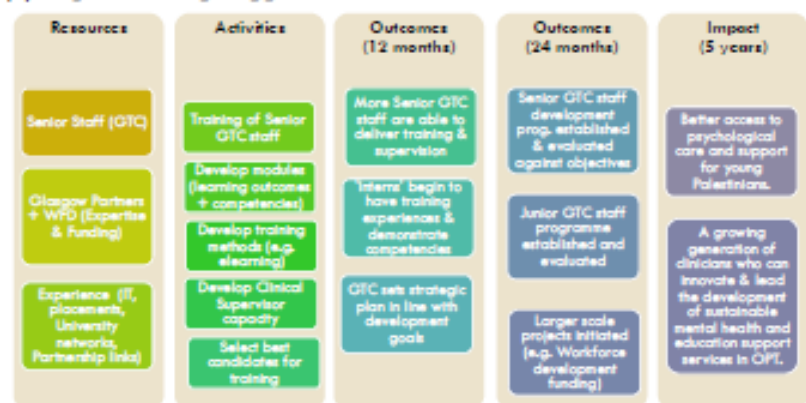 Resources
Senior Staff (GTC)
Glasgow Partners
+ WFD (Expertise
& Funding)
Experience (IT,
placements,
University
networks,
Partnership links)
Activities
Training of Senior
GTC staff
Develop modules
(learning outcomes
+ competencies)
Develop training
methods (e.g.
elearning)
Develop Clinical
Supervisor
capacity
Select best
candidates for
training
Outcomes
(12 months)
More Senior GTC
staff are able to
deliver training &
supervision
'Interns' begin to
have training
experiences &
demonstrate
competencies
GTC sets strategic
plan in line with
development
goals
Outcomes
(24 months)
Senior GTC staff
development
prog. established
& evaluated
against objectives
Junior GTC staff
programme
established and
evaluated
Larger scale
projects initiated
(e.g. Workforce
development
funding)
Impact
(5 years)
Better access to
psychological
care and support
for young
Palestinians.
A growing
generation of
clinicians who can
innovate & lead
the development
of sustainable
mental health and
education support
services in OPT.